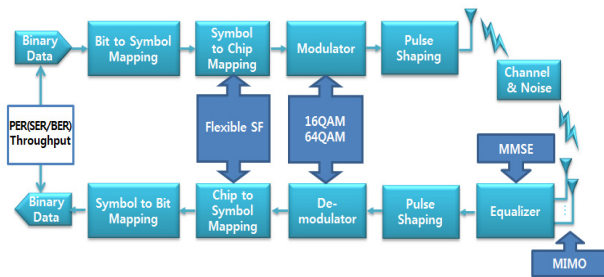 Binary
Data
Bit to Symbol
Mapping
Symbol
to Chip
Mapping
Modulator
Pulse
Shaping
Channel
& Noise
PER(SER/BER)
Throughput
Flexible SF
16QAM
64QAM
MMSE
Binary
Data
Symbol to Bit
Mapping
Chip to
Symbol
Mapping
De-
modulator
Pulse
Shaping
Equalizer
MIMO